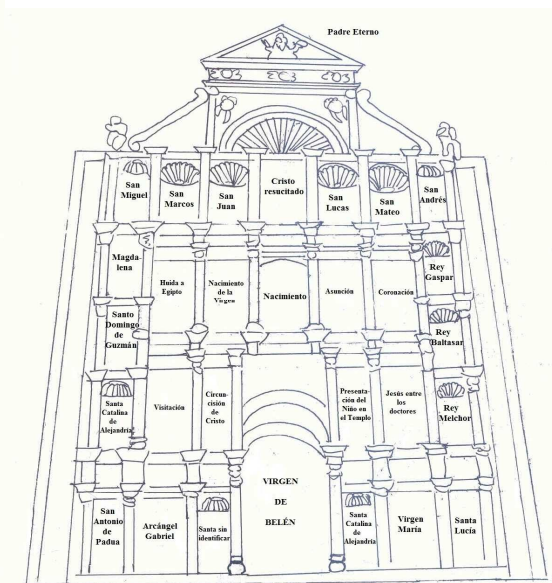 Padre Eterno
San
Miguel
San
Marcos
San
Juan
Cristo
resucitado
San
Lucas
San
Mateo
San
Andrés
Magda-
lena
Huida a
Egipto
Nacimiento
de la
Virgen
Nacimiento
Asunción
Coronación
Rey
Gaspar
Santo
Domingo
de
Guzmán
Rey
Baltasar
Santa
Catalina
de
Alejandría
Visitación
Circun-
cisión
de
Cristo
Presenta-
ción del
Niño en
el Templo
Jesús entre
los
doctores
Rey
Melchor
San
Antonio
de
Padua
Arcángel
Gabriel
Santa sin
identificar
VIRGEN
DE
BELÉN
Santa
Catalina
de
Alejandría
Virgen
María
Santa
Lucía